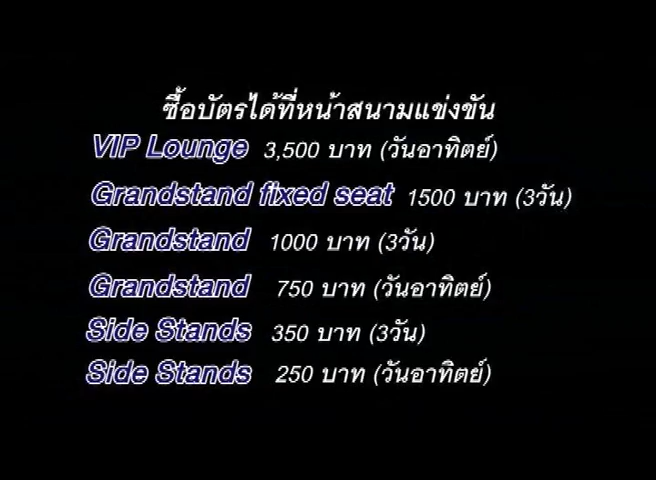 ซื้อบัตรได้ที่หน้าสนามแข่งขัน
VIP Lounge 3,500 บาท (วันอาทิตย์)
Grandstand fixed seat 1500 บาท (3วัน)
Grandstand 1000 บาท (3วัน)
Grandstand 750 บาท (วันอาทิตย์)
Side Stands 350 บาท (3วัน)
Side Stands 250 บาท (วันอาทิตย์)